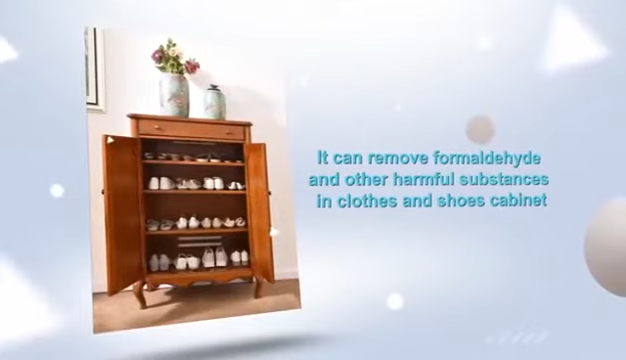 It can remove formaldehyde
and other harmful substances
in clothes and shoes cabinet